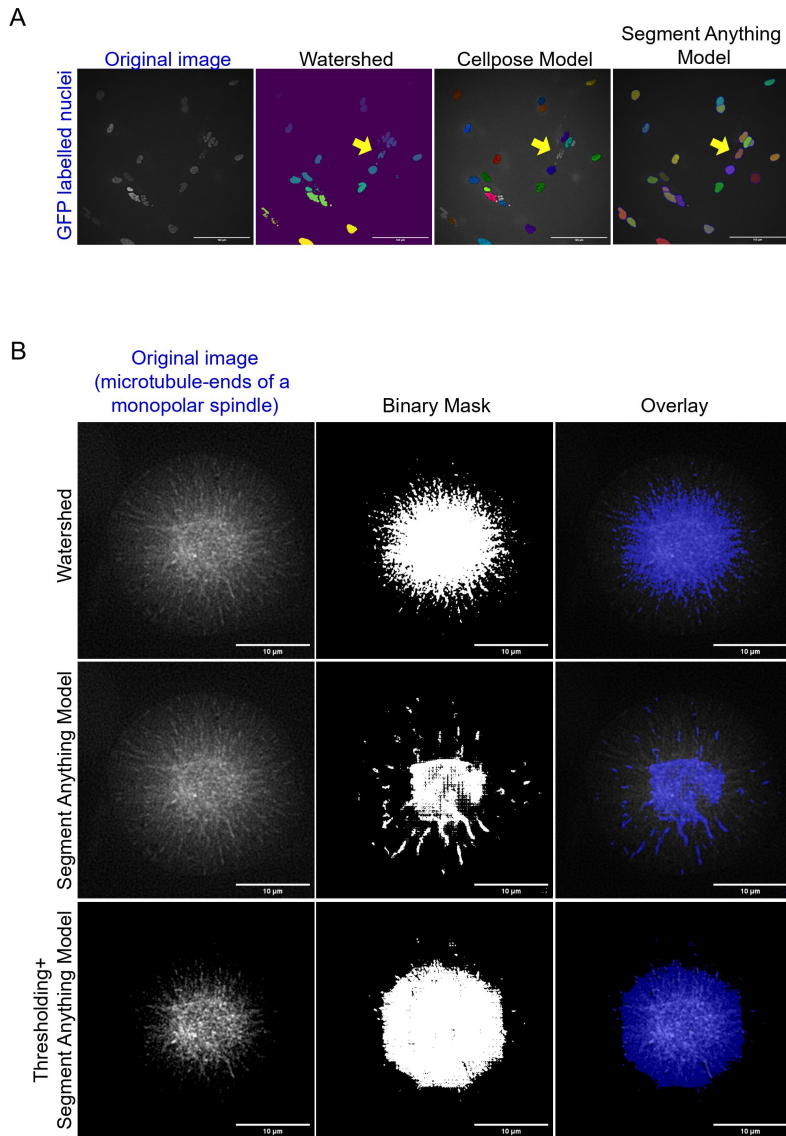 A
Original image
Watershed
Cellpose Model
Segment Anything
Model
GFP labelled nuclei
B
Original image
(microtubule-ends of a
monopolar spindle)
Binary Mask
Overlay
Watershed
10 µm
10 µm
10 µm
Segment Anything Model
10 µm
10 µm
10 µm
Thresholding+
Segment Anything Model
10 µm
10 µm
10 µm